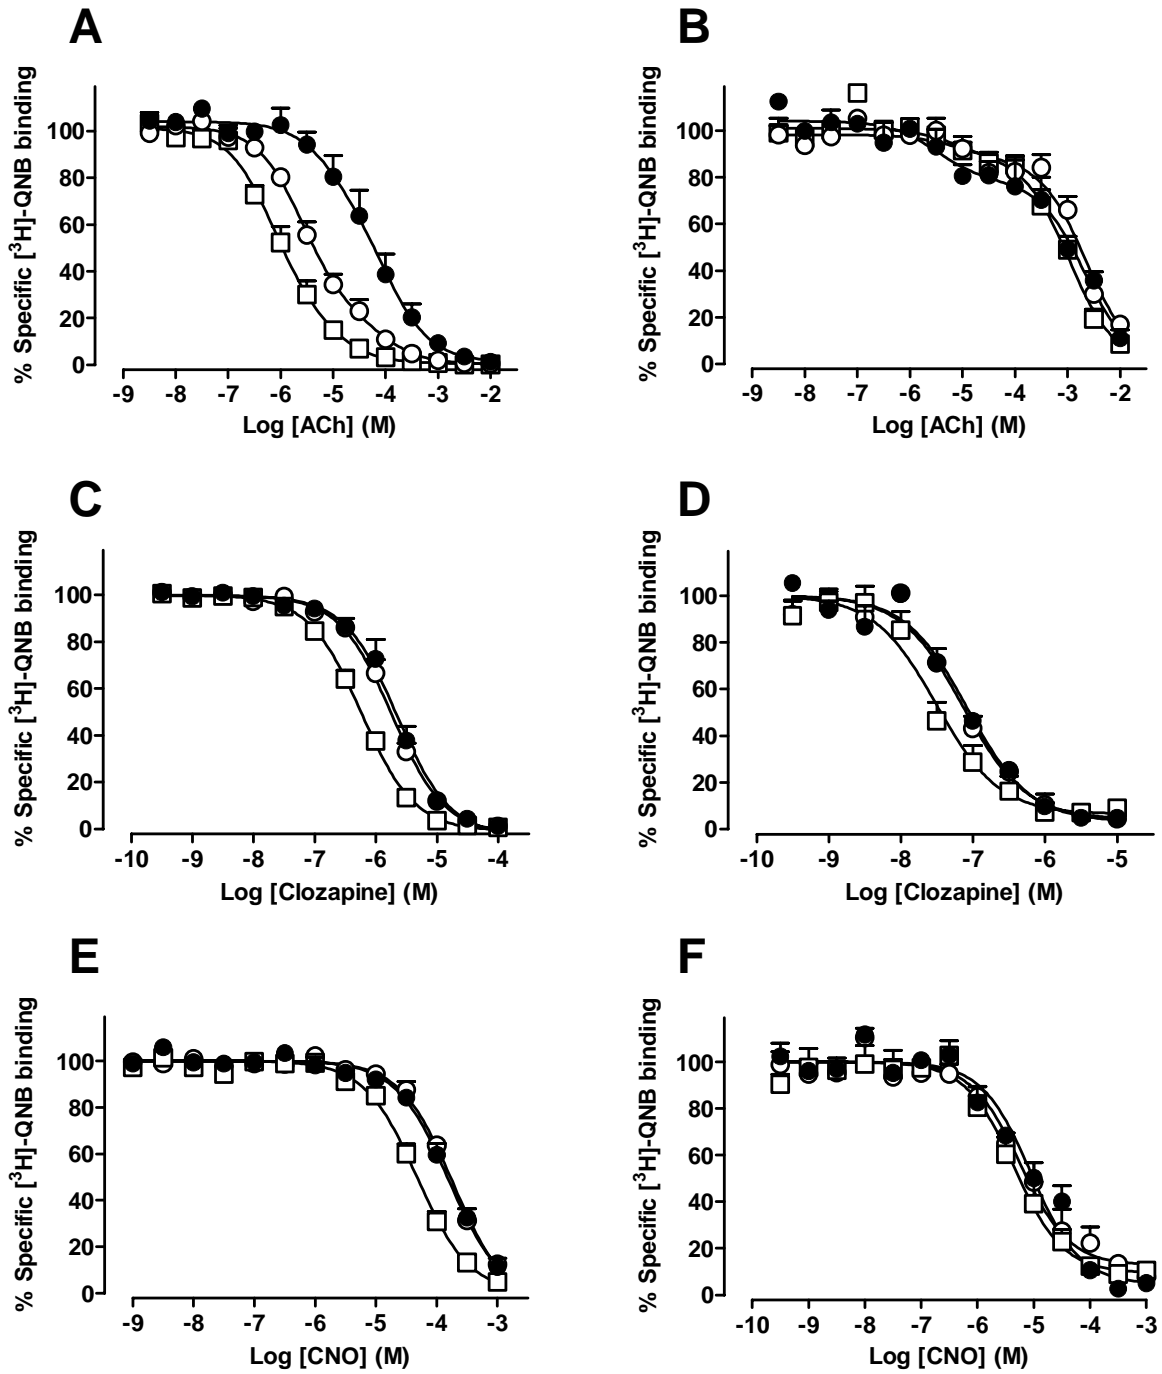 A
% Specific [³H]-QNB binding
100
80
60
40
20
0
-9 -8 -7 -6 -5 -4 -3 -2
Log [ACh] (M)
B
% Specific [³H]-QNB binding
100
80
60
40
20
0
-9 -8 -7 -6 -5 -4 -3 -2
Log [ACh] (M)
C
% Specific [³H]-QNB binding
100
80
60
40
20
0
-10 -9 -8 -7 -6 -5 -4
Log [Clozapine] (M)
D
% Specific [³H]-QNB binding
100
80
60
40
20
0
-10 -9 -8 -7 -6 -5
Log [Clozapine] (M)
E
% Specific [³H]-QNB binding
100
80
60
40
20
0
-9 -8 -7 -6 -5 -4 -3
Log [CNO] (M)
F
% Specific [³H]-QNB binding
100
80
60
40
20
0
-10 -9 -8 -7 -6 -5 -4 -3
Log [CNO] (M)